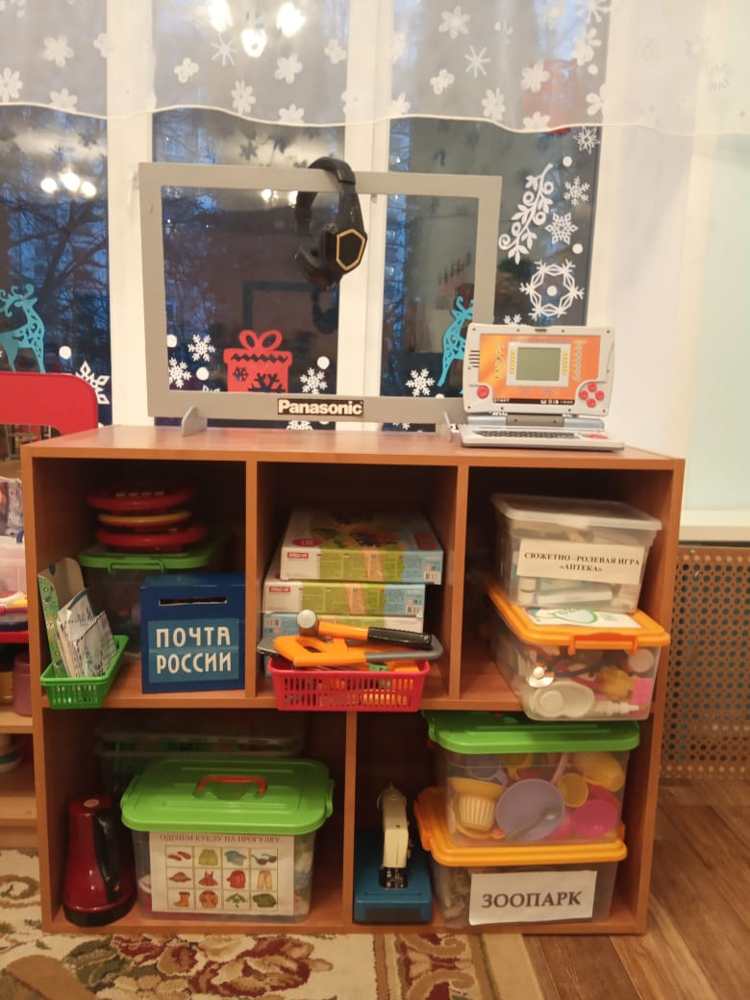 Panasonic
СЮЖЕТНО-РОЛЕВАЯ ИГРА
«АПТЕКА»
ПОЧТА
РОССИИ
ОДЕНЕМ КУКЛУ НА ПРОГУЛКУ
ЗООПАРК